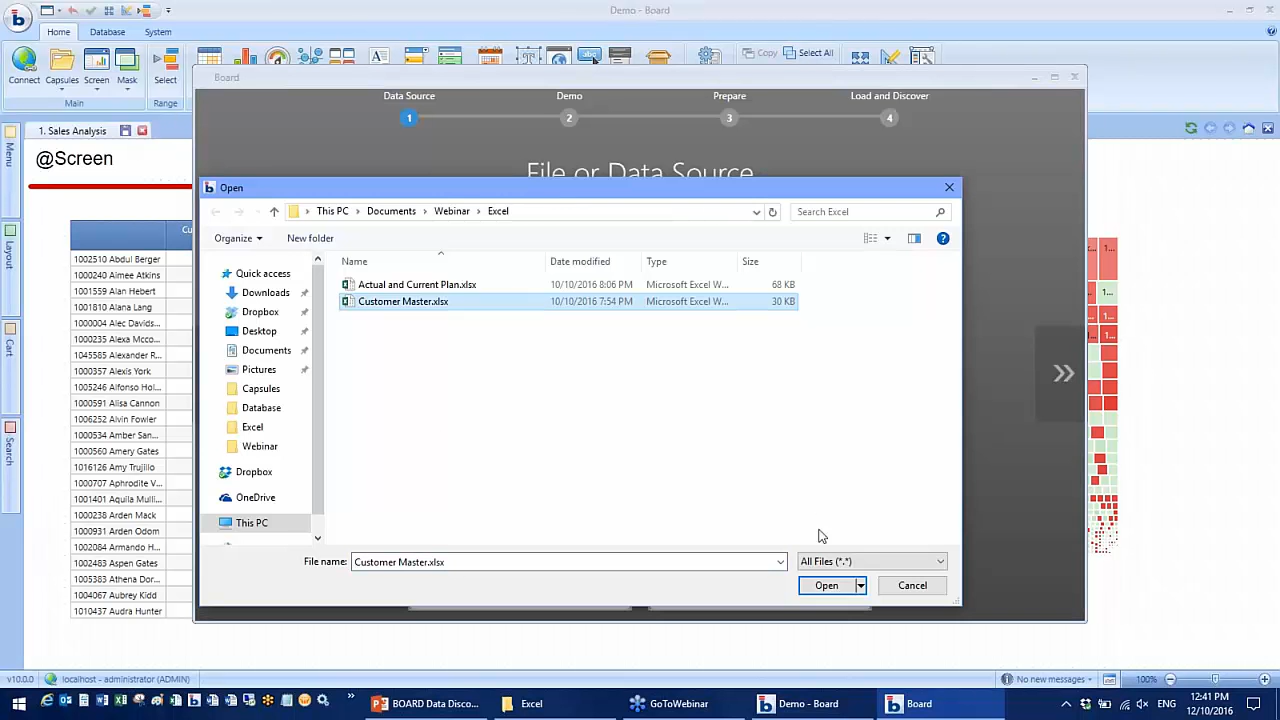 Demo - Board
Home
Database
System
Connect
Capsules
Screen
Mask
Select
Copy
Select All
Main
Range
1. Sales Analysis
@Screen
Menu
Layout
Cart
Search
Cu
1002510 Abdul Berger
1000240 Aimee Atkins
1001559 Alan Hebert
1001810 Alana Lang
1000004 Alec Davids...
1000235 Alexa Mcco...
1045585 Alexander R...
1000357 Alexis York
1005246 Alfonso Hol...
1000591 Alisa Cannon
1006252 Alvin Fowler
1000534 Amber San...
1000560 Amery Gates
1016126 Amy Trujillo
1000707 Aphrodite V...
1001401 Aquila Mulli...
1000238 Arden Mack
1000931 Arden Odom
1002084 Armando H...
1002483 Aspen Gates
1005383 Athena Dor...
1004067 Aubrey Kidd
1010437 Audra Hunter
Board
Data Source
Demo
Prepare
Load and Discover
1
2
3
4
File or Data Source
Open
This PC
Documents
Webinar
Excel
Search Excel
Organize
New folder
Name
Date modified
Type
Size
Actual and Current Plan.xlsx 10/10/2016 8:06 PM Microsoft Excel W... 68 KB
Customer Master.xlsx 10/10/2016 7:54 PM Microsoft Excel W... 30 KB
Quick access
Downloads
Dropbox
Desktop
Documents
Pictures
Capsules
Database
Excel
Webinar
Dropbox
OneDrive
This PC
File name:
Customer Master.xlsx
All Files (*.*)
Open
Cancel
v10.0.0
localhost - administrator (ADMIN)
No new messages
100%
BOARD Data Disco...
Excel
GoToWebinar
Demo - Board
Board
ENG
12:41 PM
12/10/2016